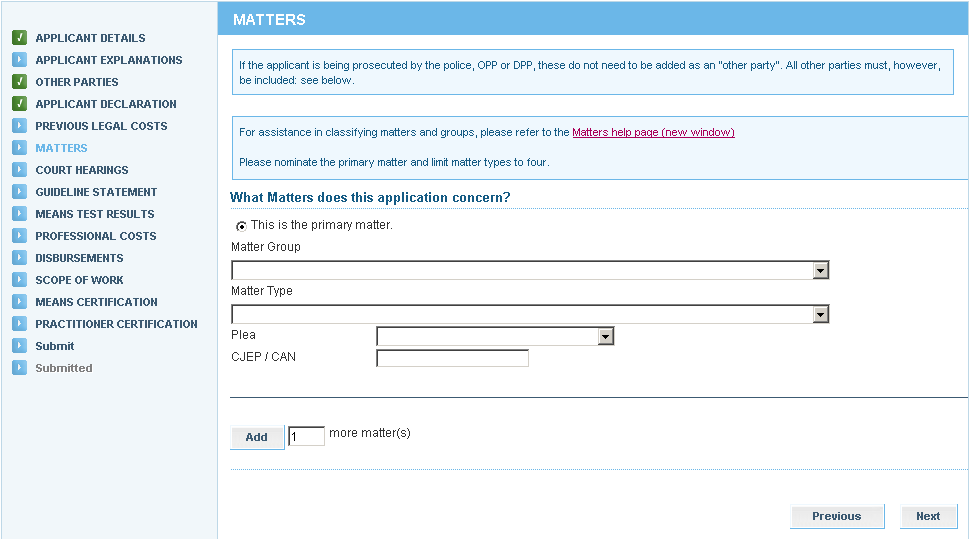 APPLICANT DETAILS
APPLICANT EXPLANATIONS
OTHER PARTIES
APPLICANT DECLARATION
PREVIOUS LEGAL COSTS
MATTERS
COURT HEARINGS
GUIDELINE STATEMENT
MEANS TEST RESULTS
PROFESSIONAL COSTS
DISBURSEMENTS
SCOPE OF WORK
MEANS CERTIFICATION
PRACTITIONER CERTIFICATION
Submit
Submitted
MATTERS
If the applicant is being prosecuted by the police, OPP or DPP, these do not need to be added as an "other party". All other parties must, however,
be included: see below.
For assistance in classifying matters and groups, please refer to the Matters help page (new window)
Please nominate the primary matter and limit matter types to four.
What Matters does this application concern?
This is the primary matter.
Matter Group
Matter Type
Plea
CJEP / CAN
Add 1 more matter(s)
Previous Next